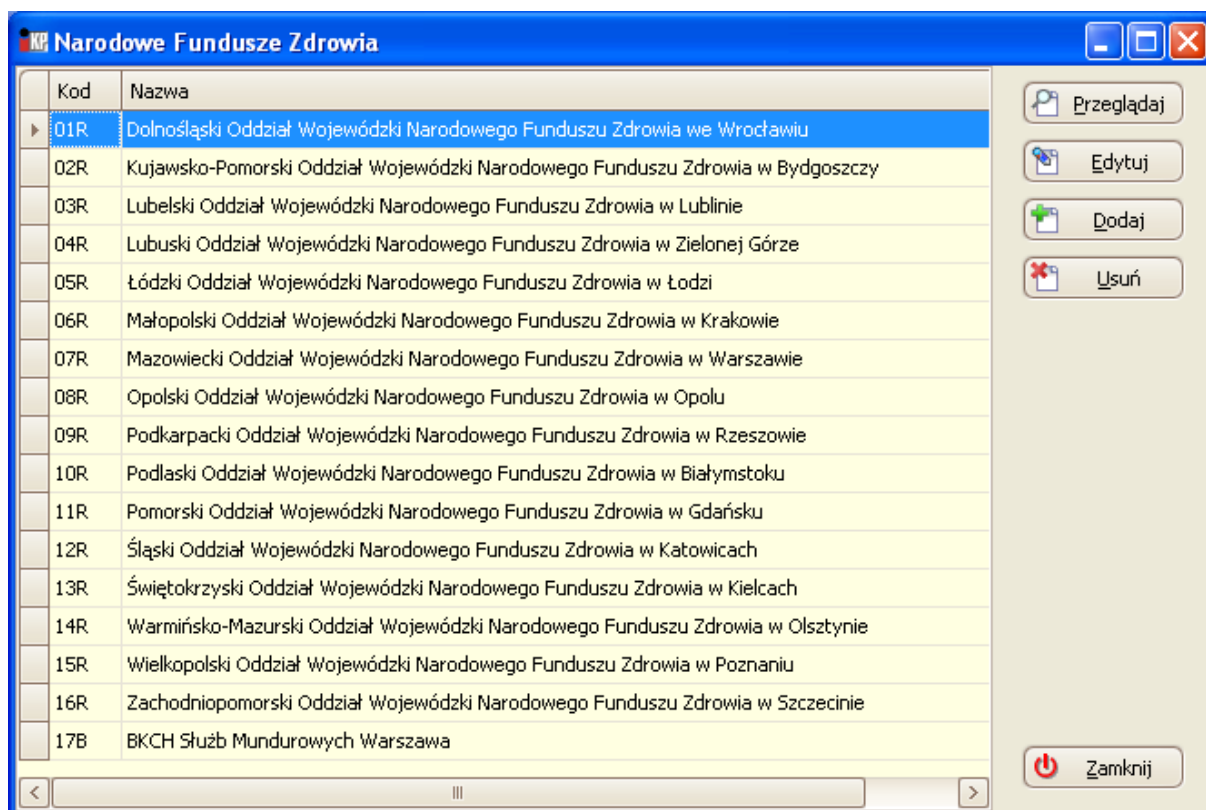 iKP Narodowe Fundusze Zdrowia
Kod Nazwa
01R Dolnośląski Oddział Wojewódzki Narodowego Funduszu Zdrowia we Wrocławiu
02R Kujawsko-Pomorski Oddział Wojewódzki Narodowego Funduszu Zdrowia w Bydgoszczy
03R Lubelski Oddział Wojewódzki Narodowego Funduszu Zdrowia w Lublinie
04R Lubuski Oddział Wojewódzki Narodowego Funduszu Zdrowia w Zielonej Górze
05R Łódzki Oddział Wojewódzki Narodowego Funduszu Zdrowia w Łodzi
06R Małopolski Oddział Wojewódzki Narodowego Funduszu Zdrowia w Krakowie
07R Mazowiecki Oddział Wojewódzki Narodowego Funduszu Zdrowia w Warszawie
08R Opolski Oddział Wojewódzki Narodowego Funduszu Zdrowia w Opolu
09R Podkarpacki Oddział Wojewódzki Narodowego Funduszu Zdrowia w Rzeszowie
10R Podlaski Oddział Wojewódzki Narodowego Funduszu Zdrowia w Białymstoku
11R Pomorski Oddział Wojewódzki Narodowego Funduszu Zdrowia w Gdańsku
12R Śląski Oddział Wojewódzki Narodowego Funduszu Zdrowia w Katowicach
13R Świętokrzyski Oddział Wojewódzki Narodowego Funduszu Zdrowia w Kielcach
14R Warmińsko-Mazurski Oddział Wojewódzki Narodowego Funduszu Zdrowia w Olsztynie
15R Wielkopolski Oddział Wojewódzki Narodowego Funduszu Zdrowia w Poznaniu
16R Zachodniopomorski Oddział Wojewódzki Narodowego Funduszu Zdrowia w Szczecinie
17B BKCH Służb Mundurowych Warszawa
Przeglądaj
Edytuj
Dodaj
Usuń
Zamknij